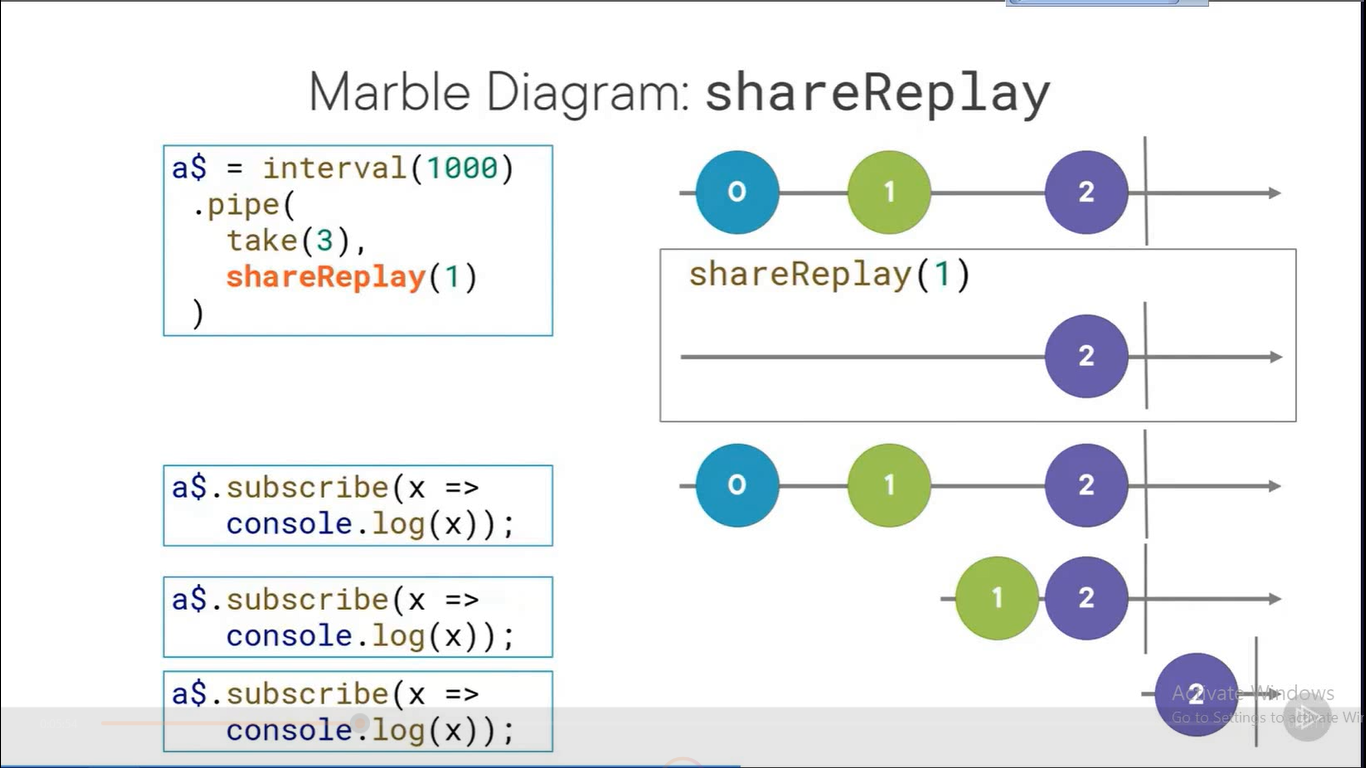 Marble Diagram: shareReplay
a$ = interval(1000)
.pipe(
take(3),
shareReplay(1)
)
0 1 2
shareReplay(1)
2
a$.subscribe(x =>
console.log(x));
0 1 2
a$.subscribe(x =>
console.log(x));
1 2
a$.subscribe(x =>
console.log(x));
2
Activate Windows
Go to Settings to activate